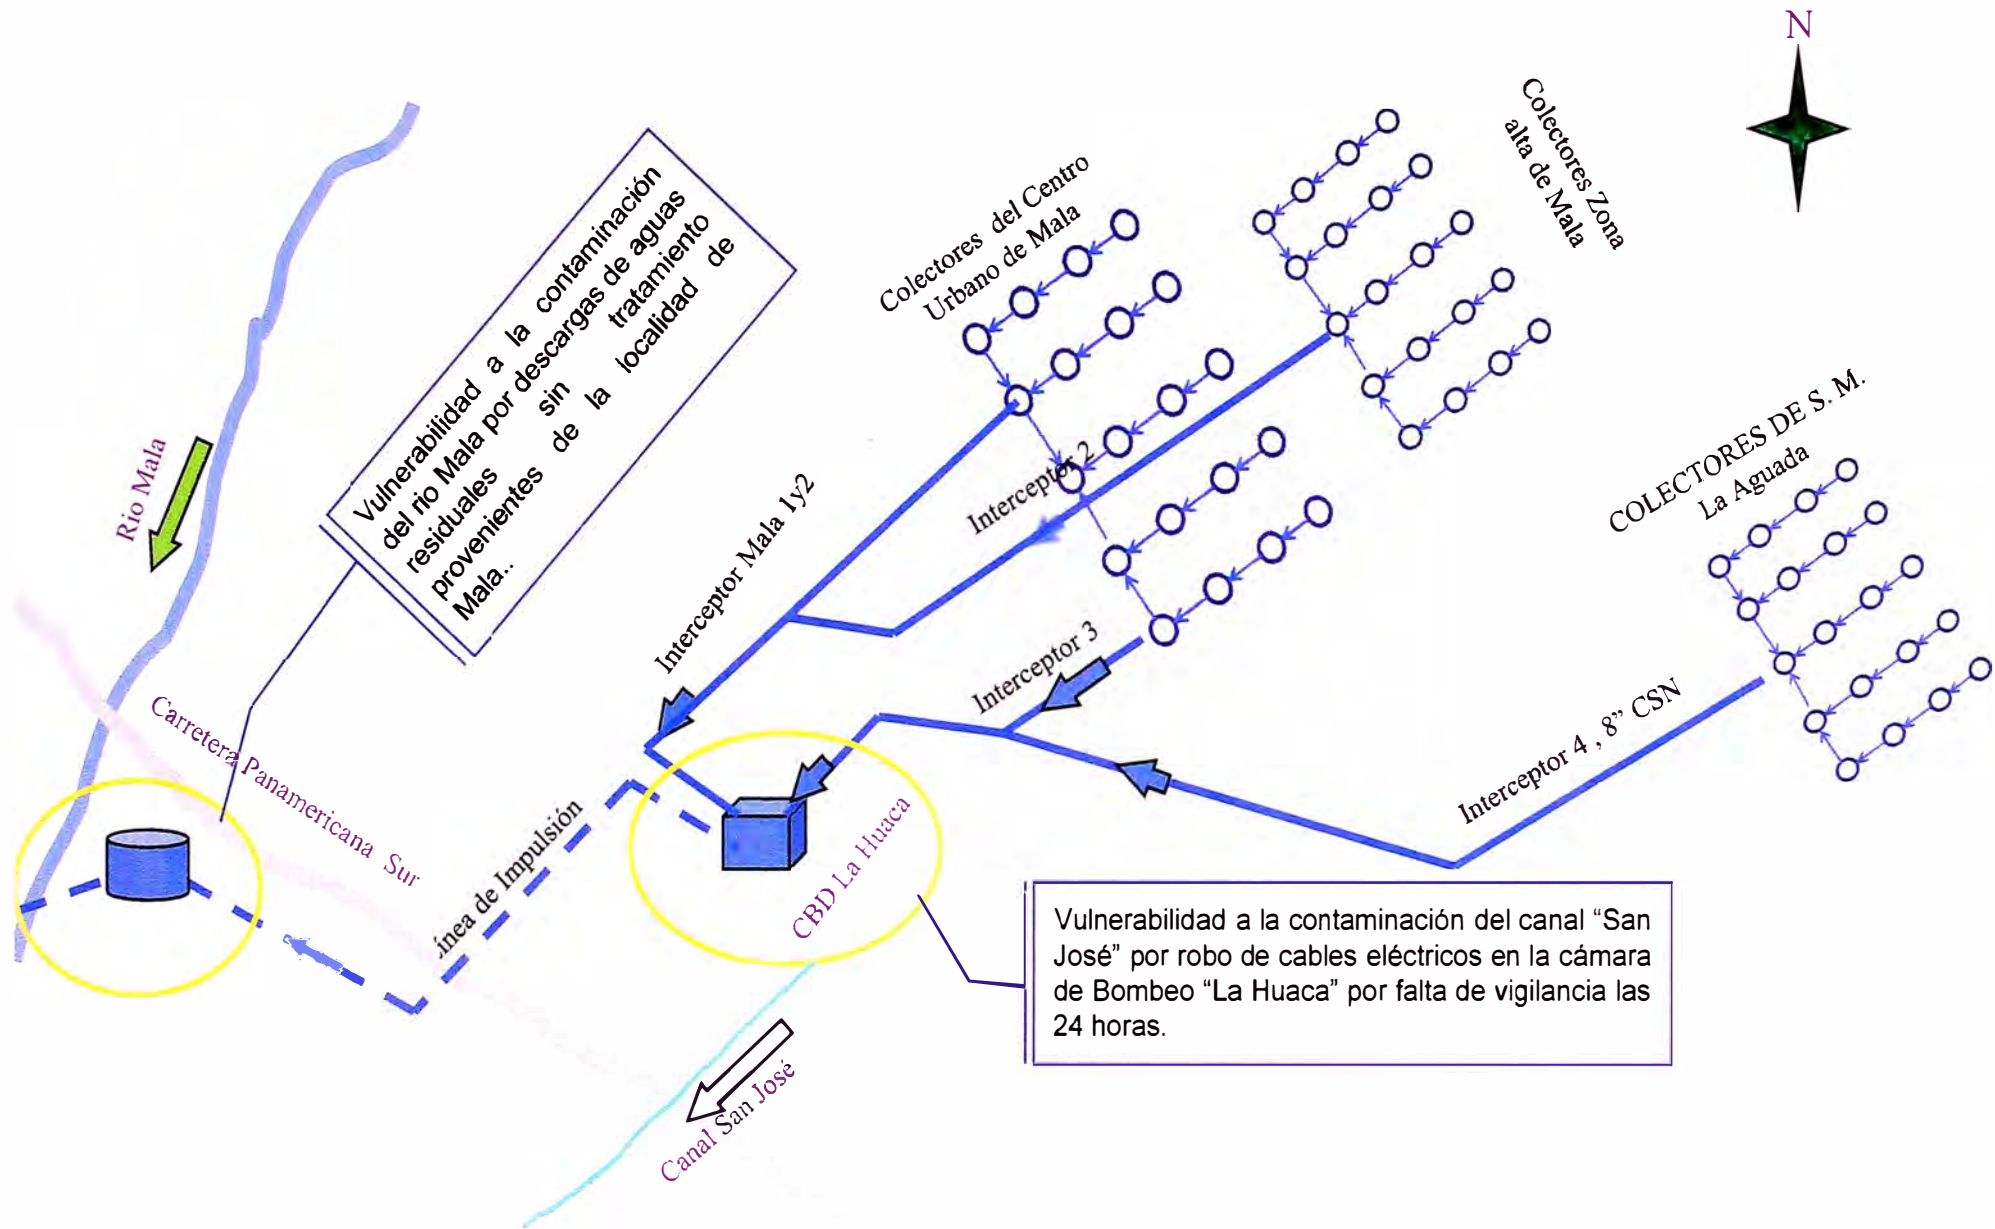 N
Colectores Zona
alta de Mala
Colectores del Centro
Urbano de Mala
Vulnerabilidad a la contaminación
del rio Mala por descargas de aguas
residuales sin tratamiento
provenientes de la localidad de
Mala..
Rio Mala
Interceptor 2
Interceptor Mala 1y2
COLECTORES DE S. M.
La Aguada
Interceptor 3
Interceptor 4 , 8” CSN
Carretera Panamericana Sur
ínea de Impulsión
CBD La Huaca
Vulnerabilidad a la contaminación del canal “San
José” por robo de cables eléctricos en la cámara
de Bombeo “La Huaca” por falta de vigilancia las
24 horas.
Canal San José